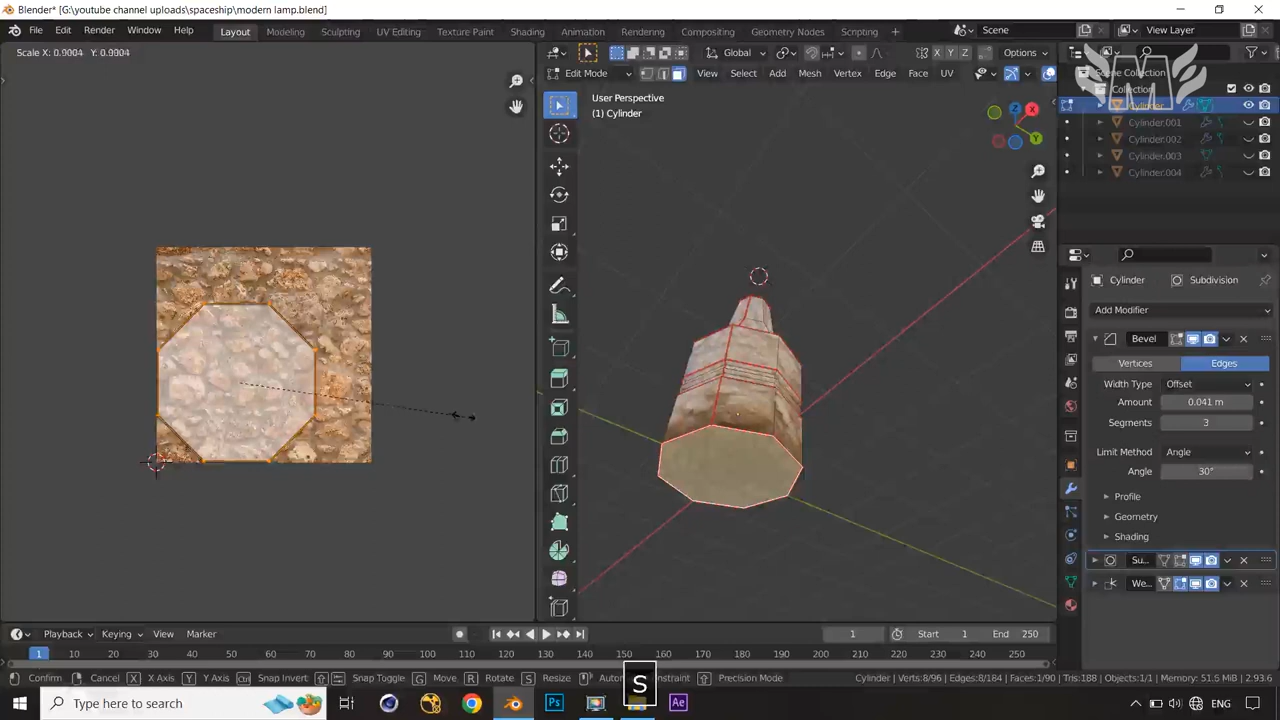 Blender* [G:\youtube channel uploads\spaceship\modern lamp.blend]
File Edit Render Window Help Layout Modeling Sculpting UV Editing Texture Paint Shading Animation Rendering Compositing Geometry Nodes Scripting Scene View Layer
Scale X: 0.9004 Y: 0.9004
Global X Y Z Options
Edit Mode View Select Add Mesh Vertex Edge Face UV
User Perspective
(1) Cylinder
X
Y
Z
Scene Collection
Collection
Cylinder
Cylinder.001
Cylinder.002
Cylinder.003
Cylinder.004
M
Cylinder Subdivision
Add Modifier
Bevel
Vertices Edges
Width Type Offset
Amount 0.041 m
Segments 3
Limit Method Angle
Angle 30°
Profile
Geometry
Shading
Su...
We...
Playback Keying View Marker 1 Start 1 End 250
1 10 20 30 40 50 60 70 80 90 100 110 120 130 140 150 160 170 180 190 200 210 220 230 240 250
Confirm Cancel X X Axis Y Y Axis Snap Invert Snap Toggle G Move R Rotate S Resize Precision Mode Cylinder | Verts:8/96 | Edges:8/184 | Faces:1/90 | Tris:188 | Objects:1/1 | Memory: 51.5 MiB | 2.93.6
S
Type here to search Ps Ae ENG